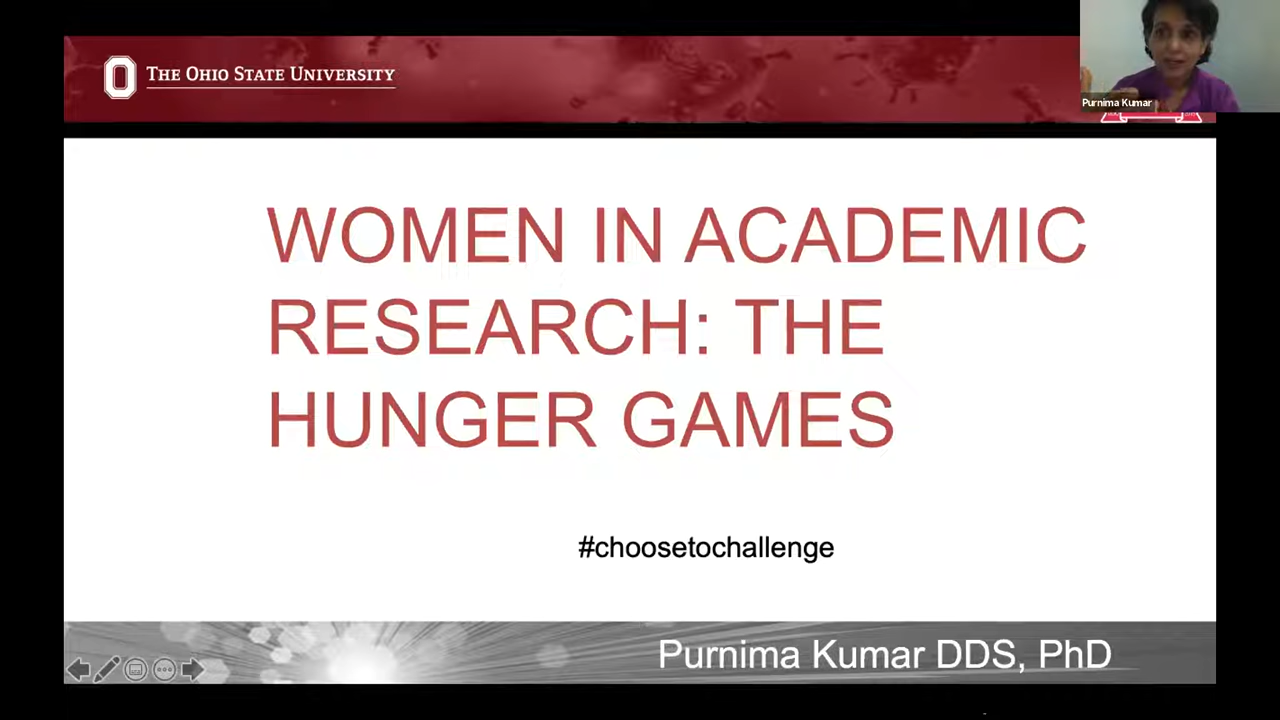 THE OHIO STATE UNIVERSITY
Purnima Kumar
WOMEN IN ACADEMIC
RESEARCH: THE
HUNGER GAMES
#choosetochallenge
Purnima Kumar DDS, PhD